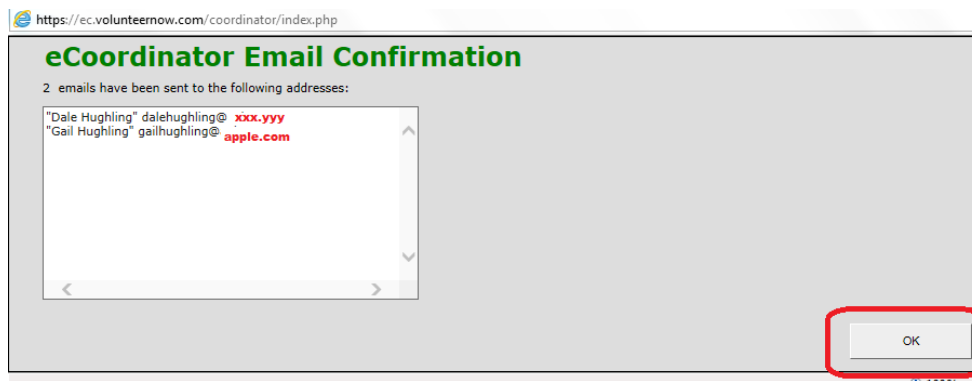 https://ec.volunteernow.com/coordinator/index.php
eCoordinator Email Confirmation
2 emails have been sent to the following addresses:
"Dale Hughling" dalehughling@ xxx.yyy
"Gail Hughling" gailhughling@ apple.com
OK